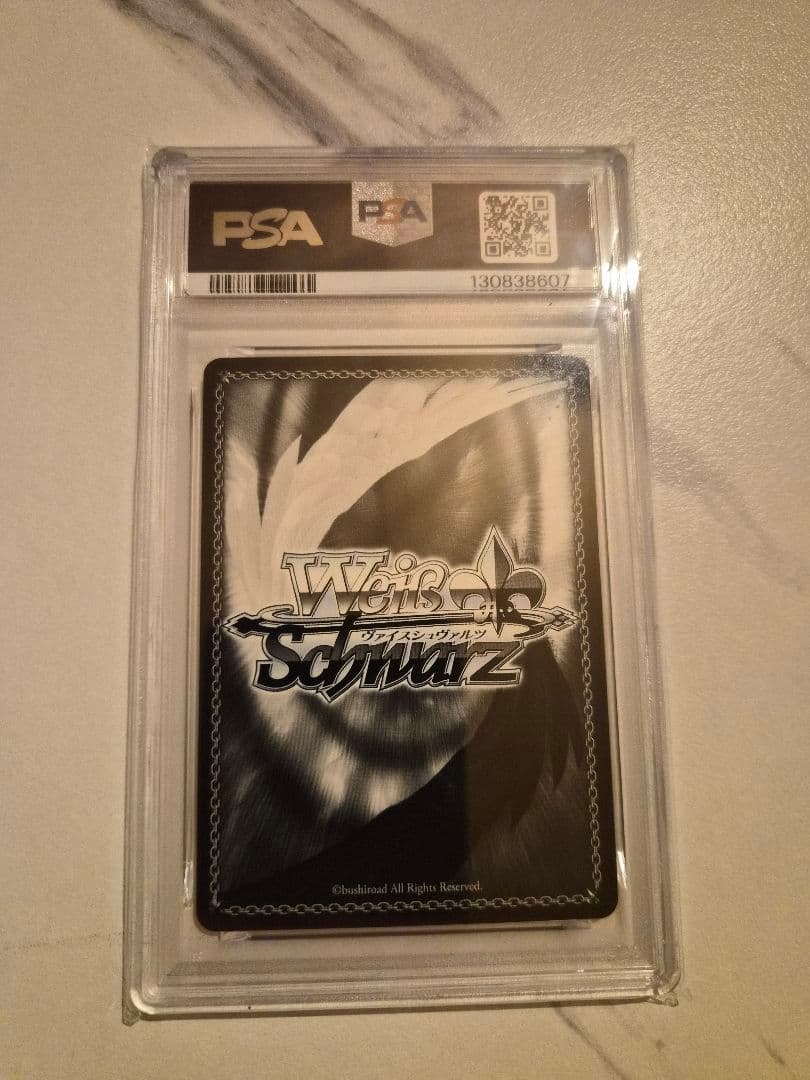 PSA
PSA
130838607
Weiß
ヴァイスシュヴァルツ
Schwarz
©bushiroad All Rights Reserved.